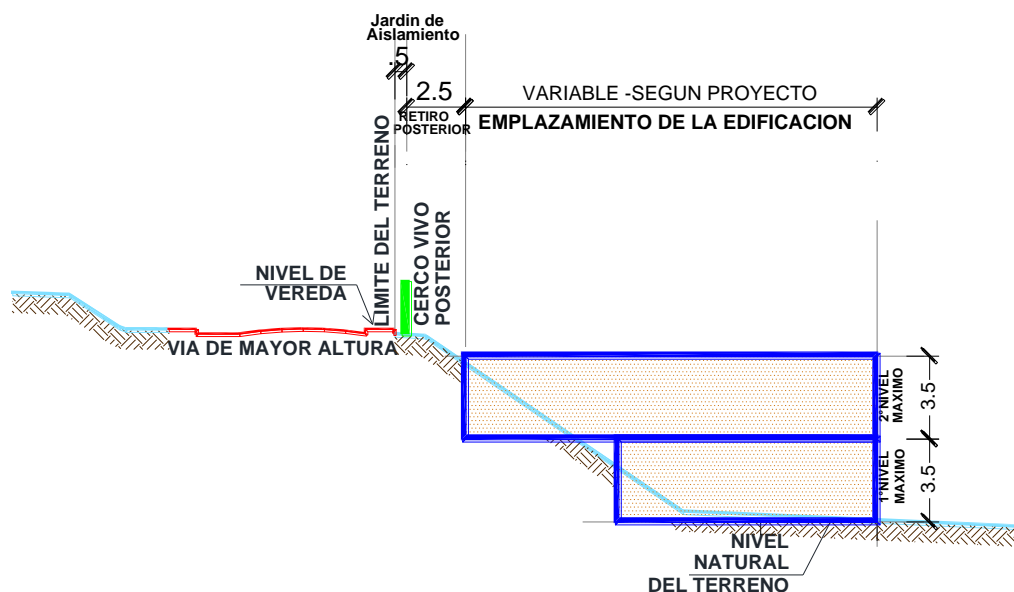 Jardin de
Aislamiento
.5
2.5
VARIABLE -SEGUN PROYECTO
RETIRO
POSTERIOR
EMPLAZAMIENTO DE LA EDIFICACION
LIMITE DEL TERRENO
CERCO VIVO
POSTERIOR
NIVEL DE
VEREDA
VIA DE MAYOR ALTURA
2°NIVEL
MAXIMO
3.5
1°NIVEL
MAXIMO
3.5
NIVEL
NATURAL
DEL TERRENO